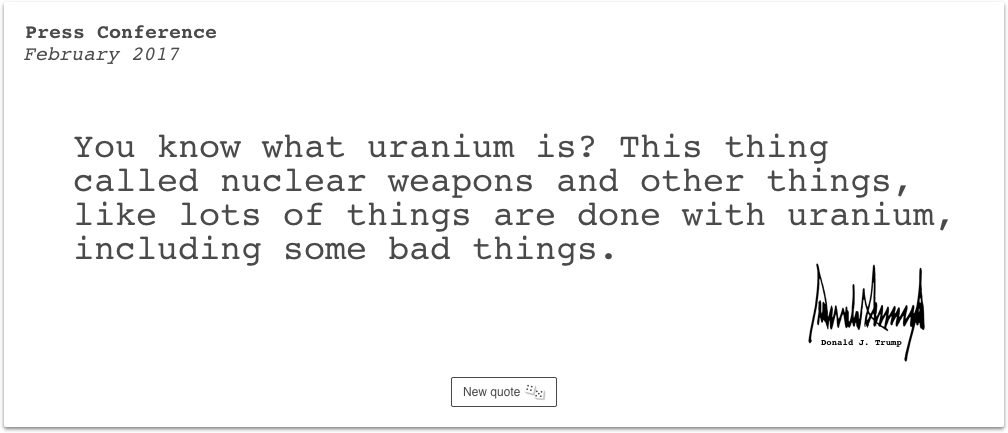 Press Conference
February 2017
You know what uranium is? This thing
called nuclear weapons and other things,
like lots of things are done with uranium,
including some bad things.
Donald J. Trump
New quote